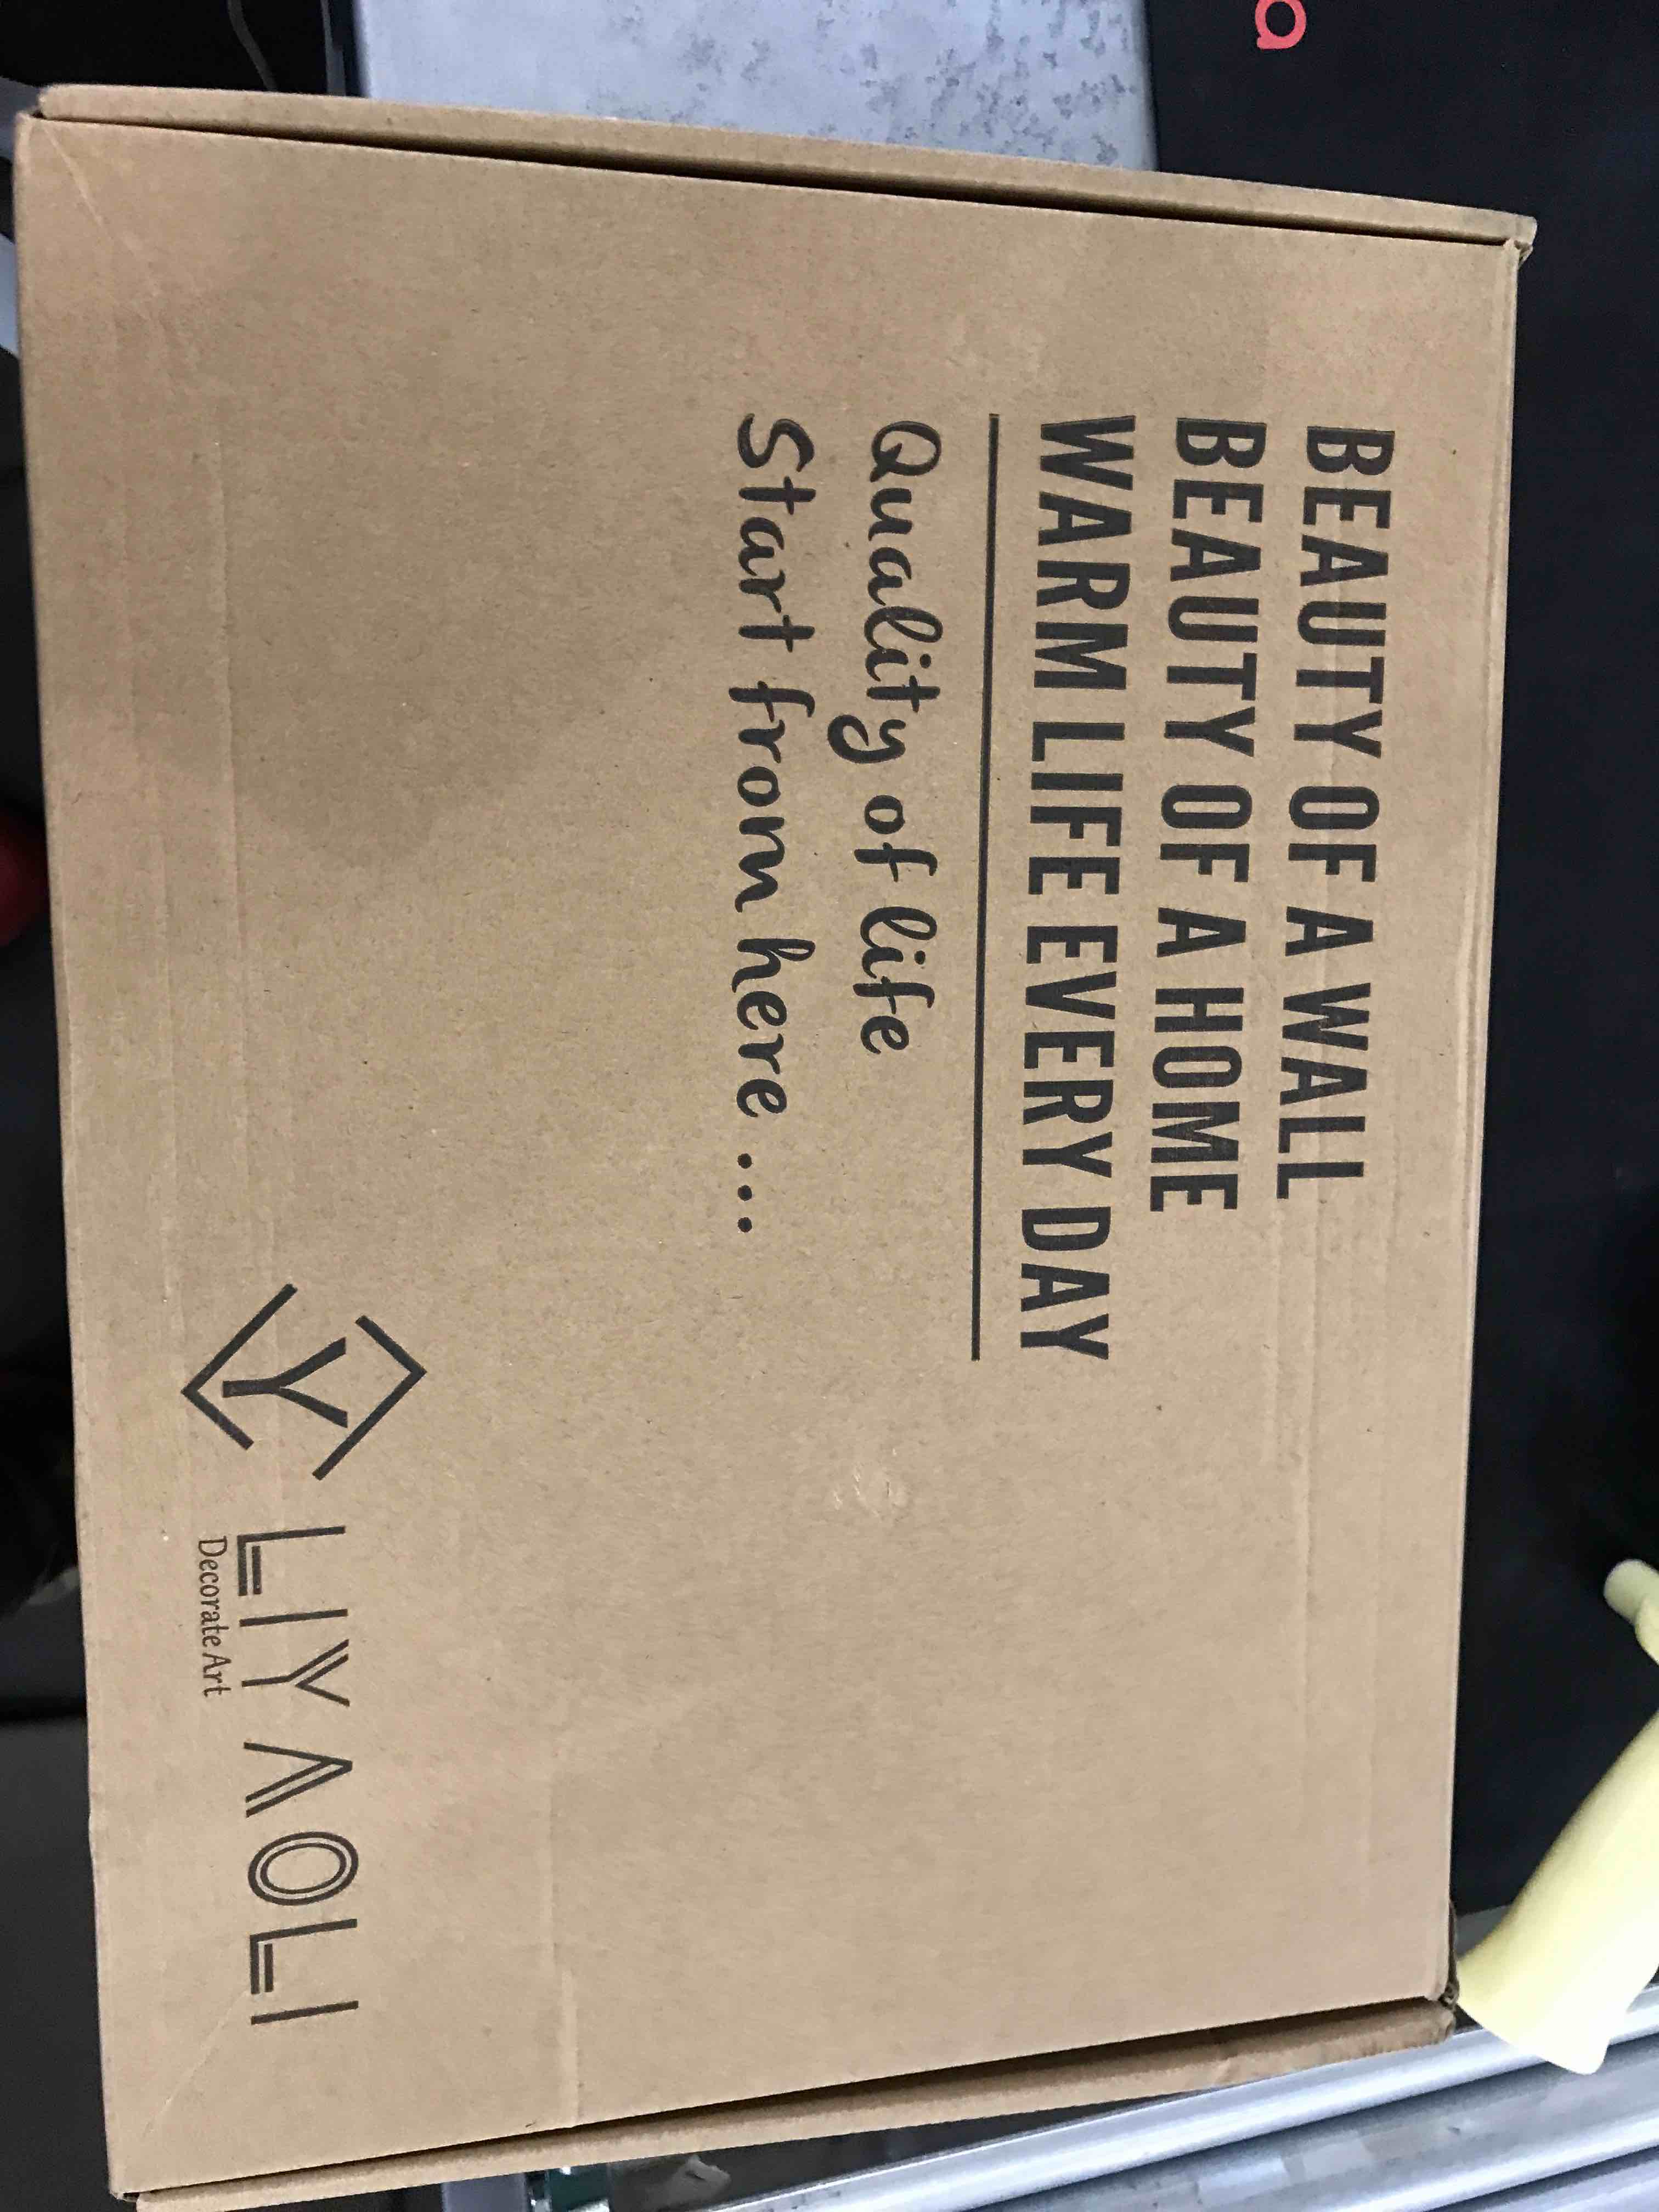 BEAUTY OF A WALL
BEAUTY OF A HOME
WARM LIFE EVERY DAY
Quality of life
Start from here ...
LIYAOLI
Decorate Art
a